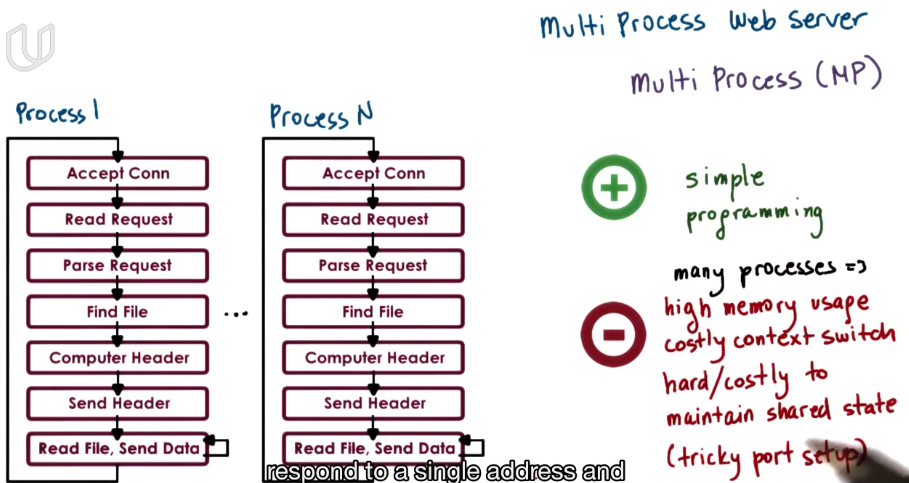 Multi Process Web Server
Multi Process (MP)
Process 1
Accept Conn
Read Request
Parse Request
Find File
Computer Header
Send Header
Read File, Send Data
...
Process N
Accept Conn
Read Request
Parse Request
Find File
Computer Header
Send Header
Read File, Send Data
+
simple
programming
many processes =>
-
high memory usage
costly context switch
hard/costly to
maintain shared state
(tricky port setup)
respond to a single address and